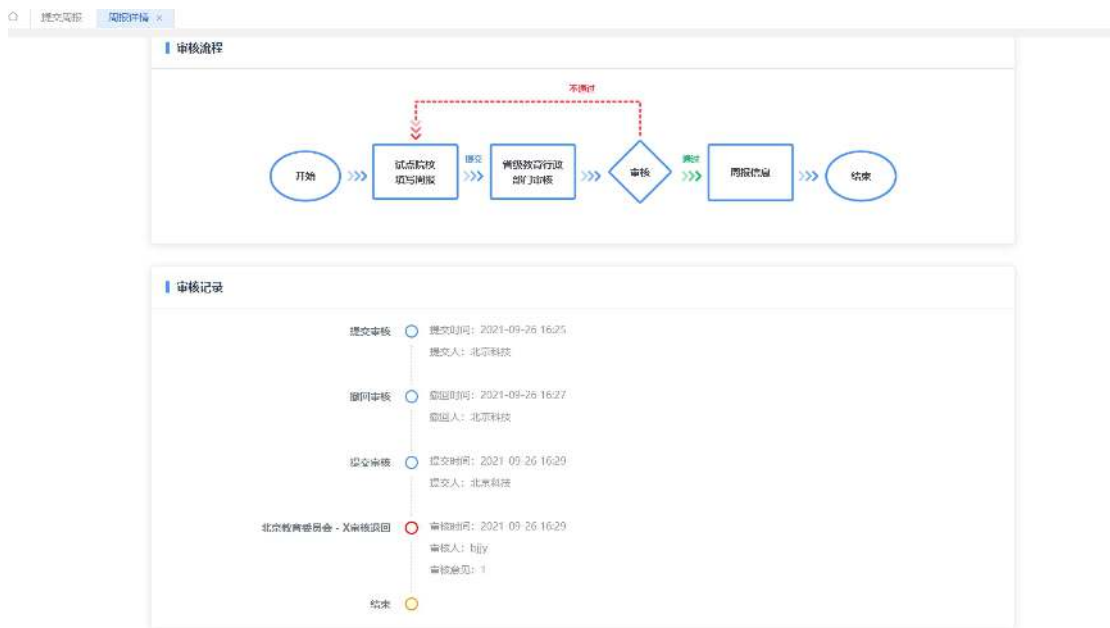 提交周报 周报详情 ×
审核流程
不通过
开始
试点院校
填写周报
提交
省级教育行政
部门审核
审核
通过
周报信息
结束
审核记录
提交审核 提交时间：2021-09-26 16:25
提交人：北京科技
撤回审核 撤回时间：2021-09-26 16:27
撤回人：北京科技
提交审核 提交时间：2021-09-26 16:29
提交人：北京科技
北京教育委员会 - X审核退回 审核时间：2021-09-26 16:29
审核人：bjjy
审核意见：1
结束